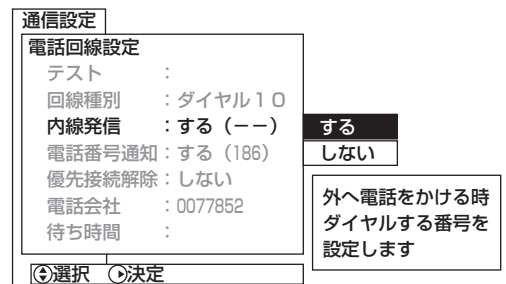 通信設定
電話回線設定
テスト　：
回線種別　：ダイヤル１０
内線発信　：する（－－）
電話番号通知：する（186）
優先接続解除：しない
電話会社　：0077852
待ち時間　：
選択　決定
する
しない
外へ電話をかける時
ダイヤルする番号を
設定します